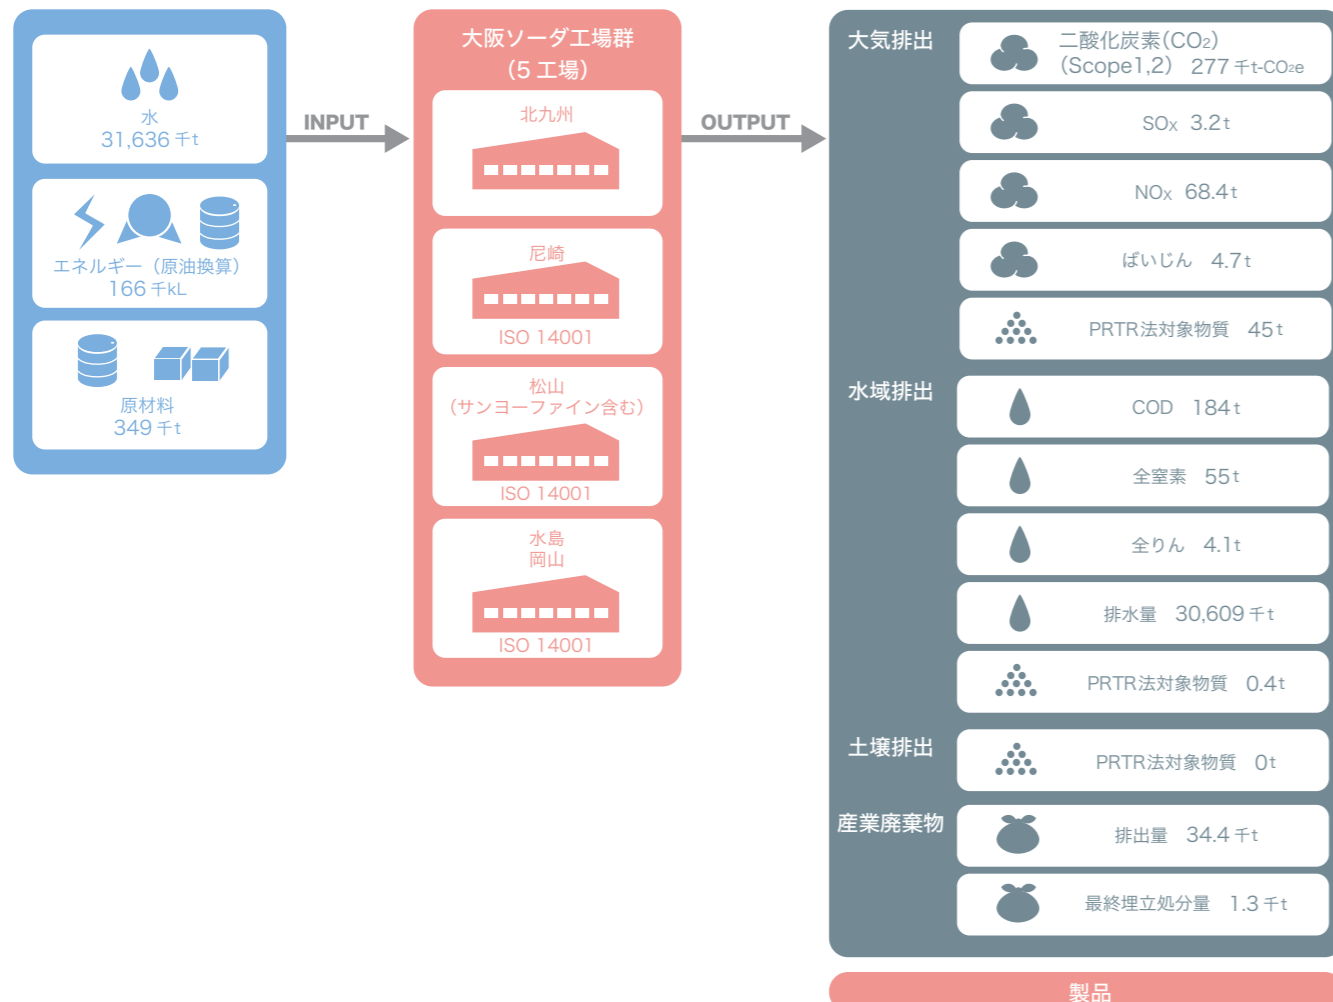 水
31,636 千t
エネルギー（原油換算）
166 千kL
原材料
349 千t
INPUT
大阪ソーダ工場群
（5 工場）
北九州
尼崎
ISO 14001
松山
（サンヨーファイン含む）
ISO 14001
水島
岡山
ISO 14001
OUTPUT
大気排出
二酸化炭素(CO₂)
(Scope1,2) 277 千t-CO₂e
SOx 3.2t
NOx 68.4t
ばいじん 4.7t
PRTR法対象物質 45t
水域排出
COD 184t
全窒素 55t
全りん 4.1t
排水量 30,609 千t
PRTR法対象物質 0.4t
土壌排出
PRTR法対象物質 0t
産業廃棄物
排出量 34.4 千t
最終埋立処分量 1.3 千t
製品